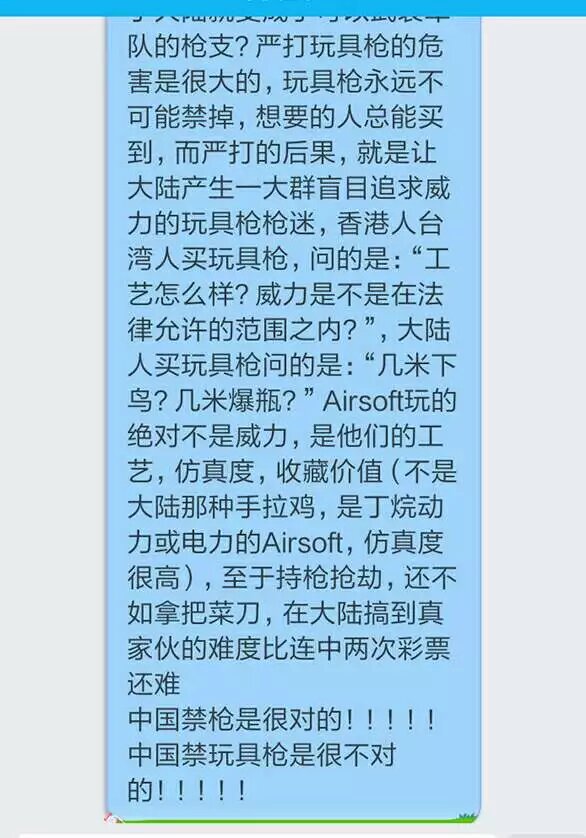 队的枪支？严打玩具枪的危
害是很大的，玩具枪永远不
可能禁掉，想要的人总能买
到，而严打的后果，就是让
大陆产生一大群盲目追求威
力的玩具枪枪迷，香港人台
湾人买玩具枪，问的是：“工
艺怎么样？威力是不是在法
律允许的范围之内？”，大陆
人买玩具枪问的是：“几米下
鸟？几米爆瓶？”Airsoft玩的
绝对不是威力，是他们的工
艺，仿真度，收藏价值（不是
大陆那种手拉鸡，是丁烷动
力或电力的Airsoft，仿真度
很高），至于持枪抢劫，还不
如拿把菜刀，在大陆搞到真
家伙的难度比连中两次彩票
还难
中国禁枪是很对的！！！！！
中国禁玩具枪是很不对
的！！！！！